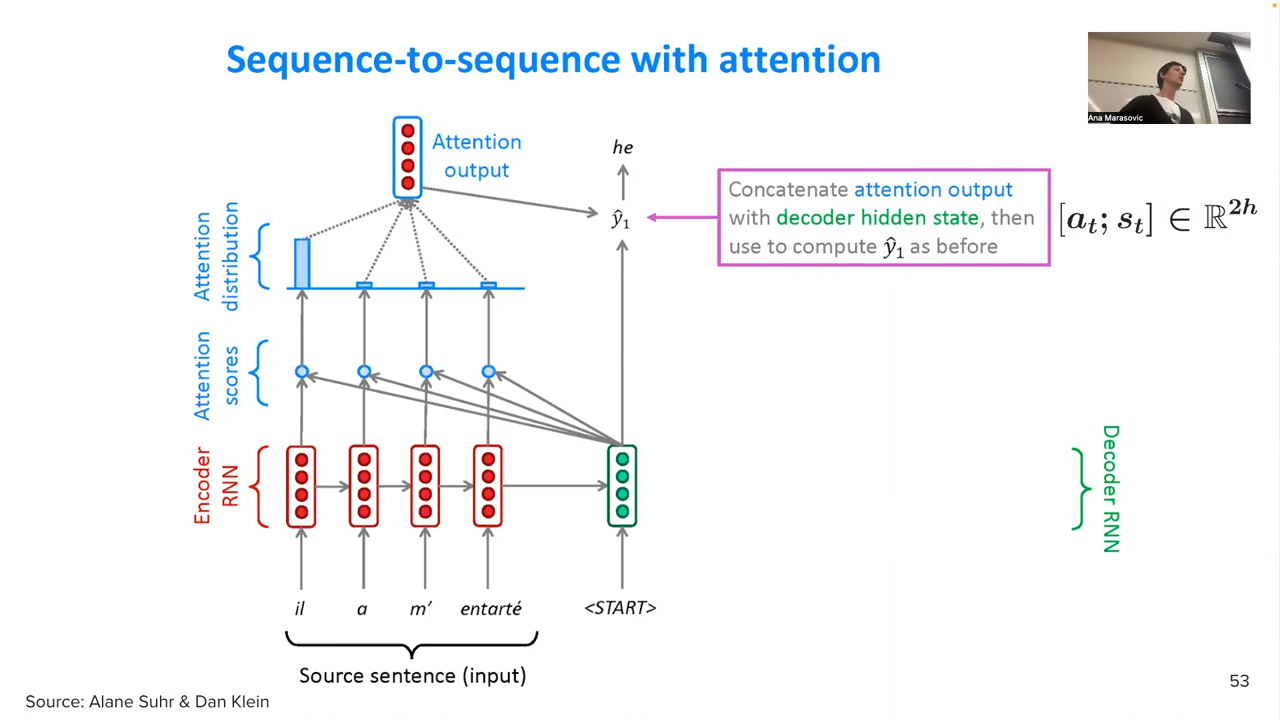 Sequence-to-sequence with attention
Ana Marasovic
Attention
output
he
ŷ₁
Concatenate attention output
with decoder hidden state, then
use to compute ŷ₁ as before
[aₜ; sₜ] ∈ ℝ²ʰ
Attention
distribution
Attention
scores
Encoder
RNN
Decoder RNN
il a m’ entarté <START>
Source sentence (input)
53
Source: Alane Suhr & Dan Klein